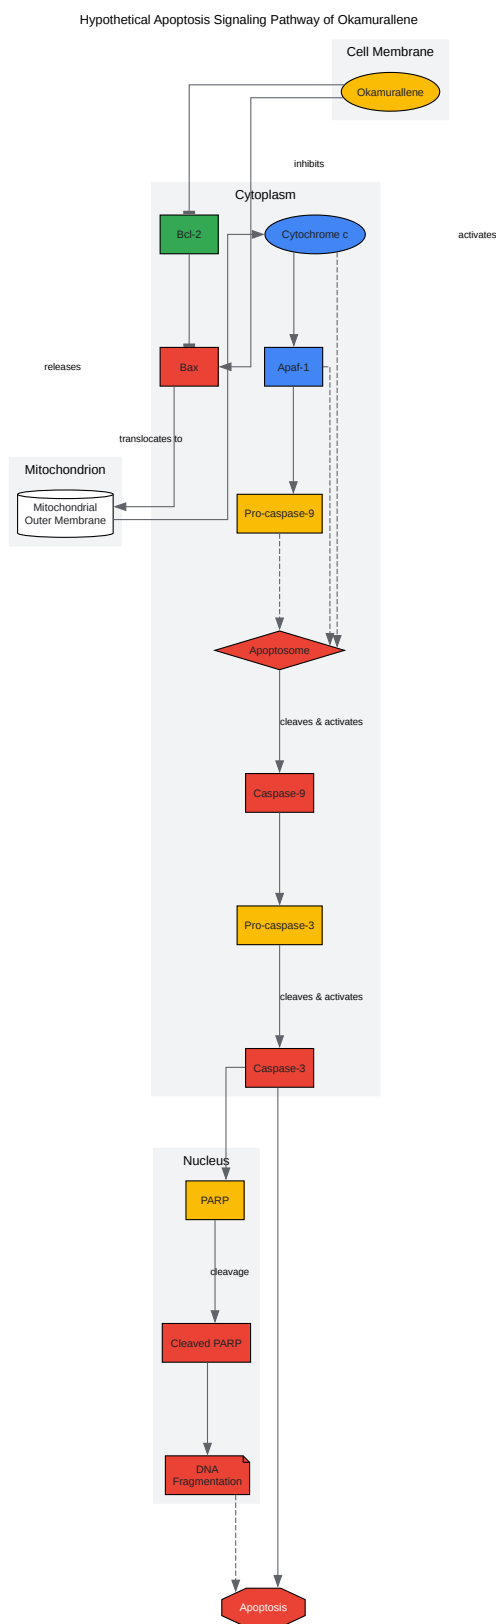 Hypothetical Apoptosis Signaling Pathway of Okamurallene
Cell Membrane
Okamurallene
inhibits
Cytoplasm
Bcl-2
Cytochrome c
activates
releases
Bax
Apaf-1
translocates to
Mitochondrion
Mitochondrial
Outer Membrane
Pro-caspase-9
Apoptosome
cleaves & activates
Caspase-9
Pro-caspase-3
cleaves & activates
Caspase-3
Nucleus
PARP
cleavage
Cleaved PARP
DNA
Fragmentation
Apoptosis